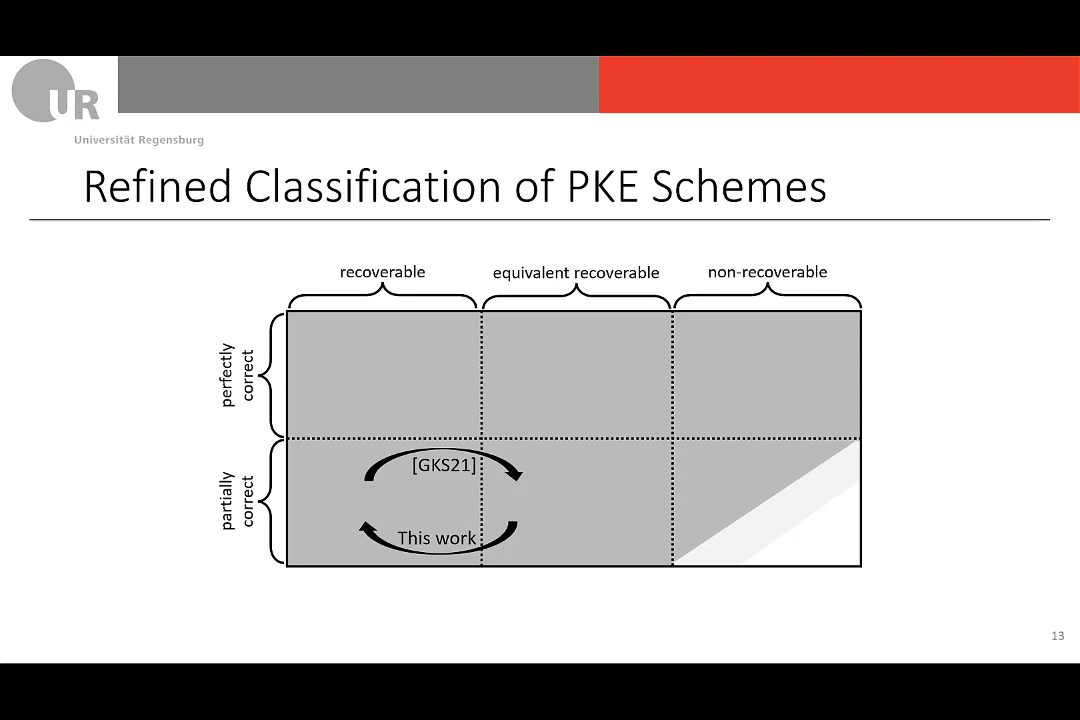 UR
Universität Regensburg
Refined Classification of PKE Schemes
recoverable
equivalent recoverable
non-recoverable
perfectly
correct
partially
correct
[GKS21]
This work
13